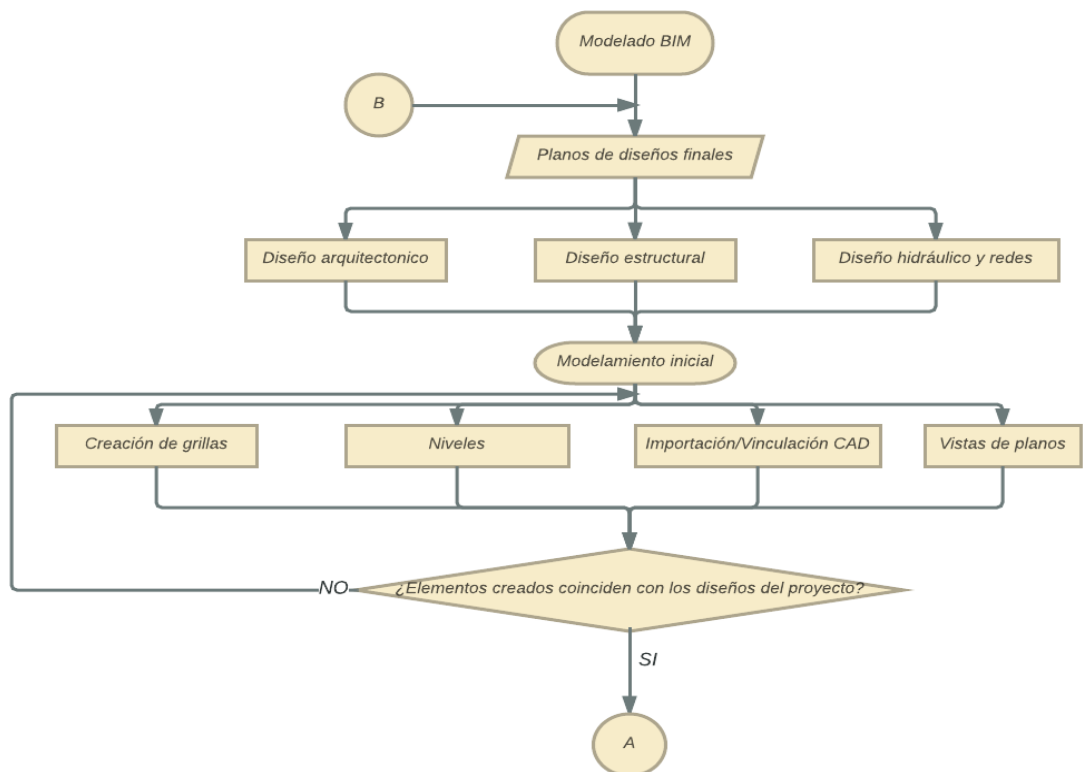 Modelado BIM
B
Planos de diseños finales
Diseño arquitectonico
Diseño estructural
Diseño hidráulico y redes
Modelamiento inicial
Creación de grillas
Niveles
Importación/Vinculación CAD
Vistas de planos
NO
¿Elementos creados coinciden con los diseños del proyecto?
SI
A